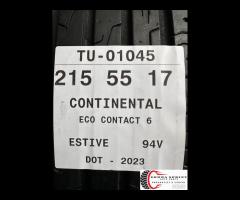 TU-01045
215 55 17
CONTINENTAL
ECO CONTACT 6
ESTIVE 94V
DOT - 2023